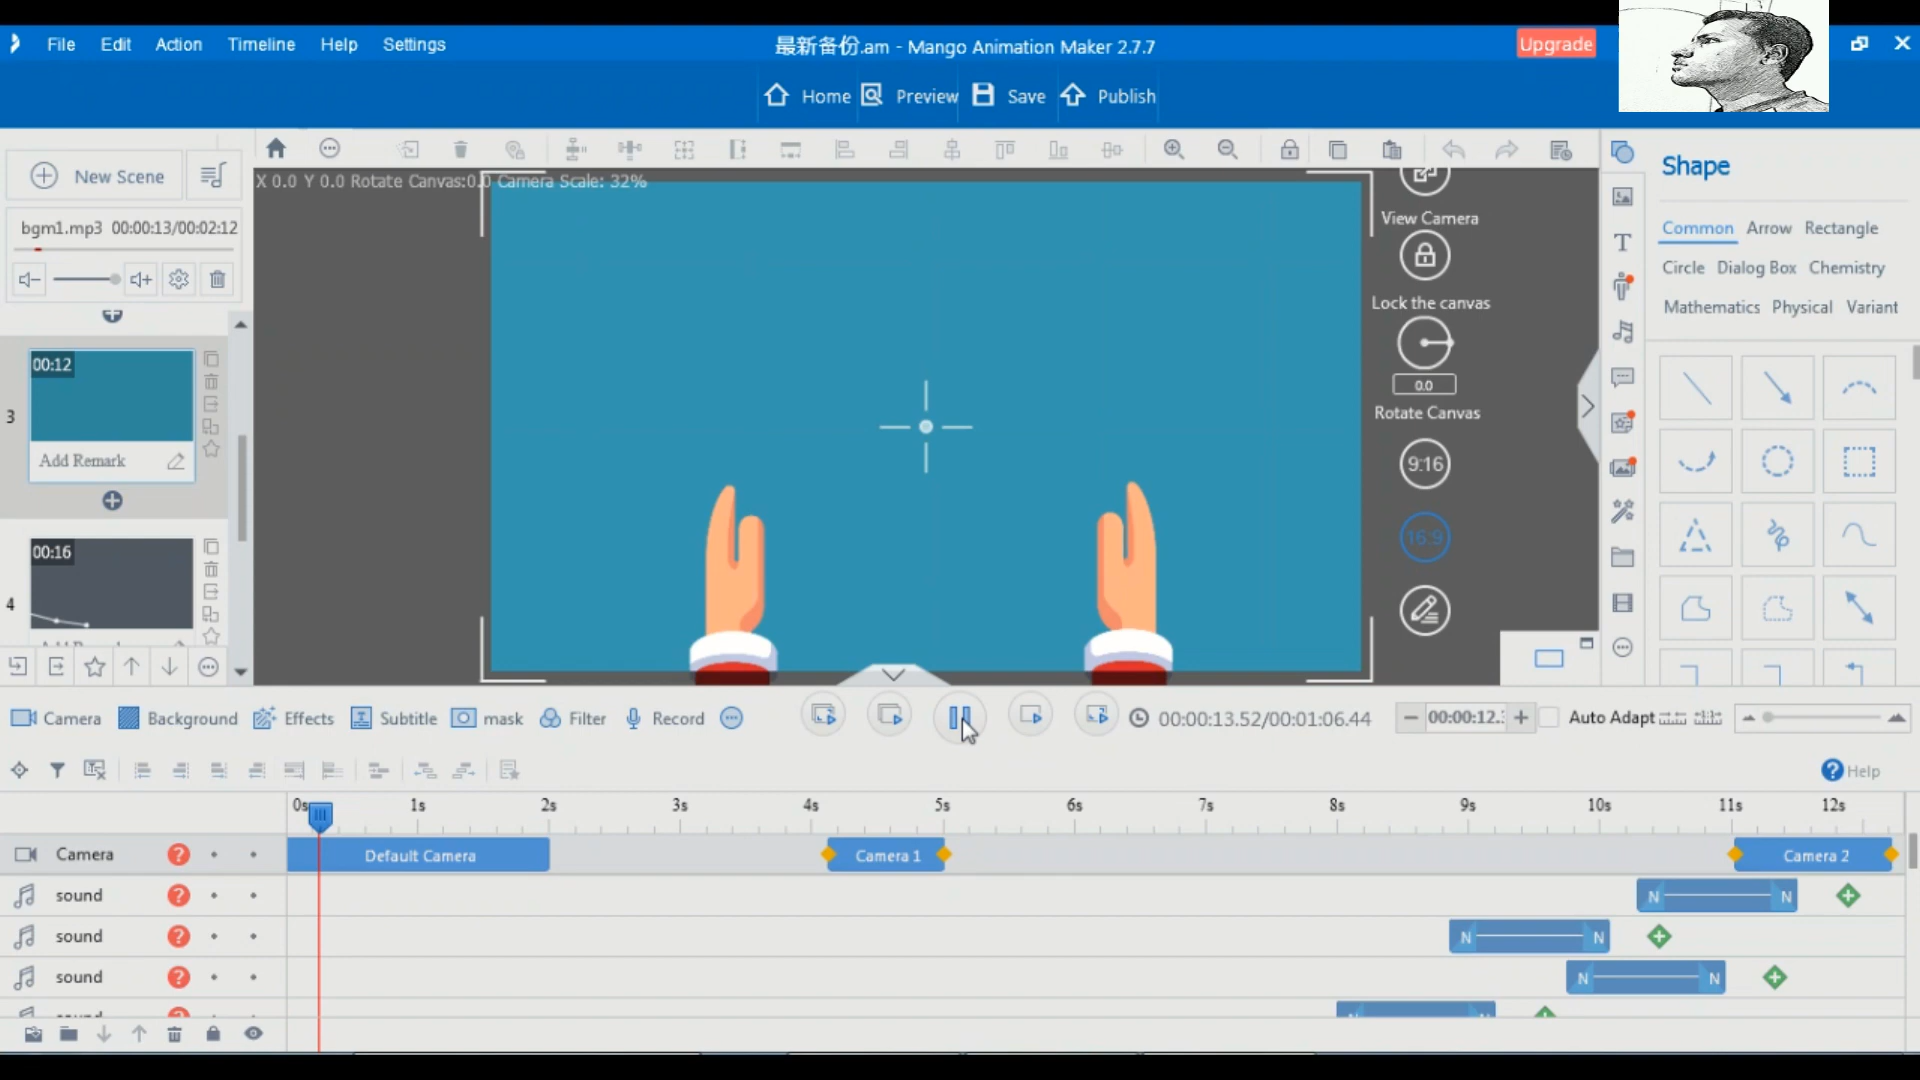 File Edit Action Timeline Help Settings
最新备份.am - Mango Animation Maker 2.7.7
Upgrade
Home Preview Save Publish
New Scene
X 0.0 Y 0.0 Rotate Canvas:0.0 Camera Scale: 32%
bgm1.mp3 00:00:13/00:02:12
00:12
3
Add Remark
00:16
4
View Camera
Lock the canvas
0.0
Rotate Canvas
9:16
16:9
Shape
Common Arrow Rectangle
Circle Dialog Box Chemistry
Mathematics Physical Variant
Camera Background Effects Subtitle mask Filter Record
00:00:13.52/00:01:06.44
00:00:12.
Auto Adapt
Help
0s 1s 2s 3s 4s 5s 6s 7s 8s 9s 10s 11s 12s
Camera ? Default Camera Camera 1 Camera 2
sound ? N N
sound ? N N
sound ? N N